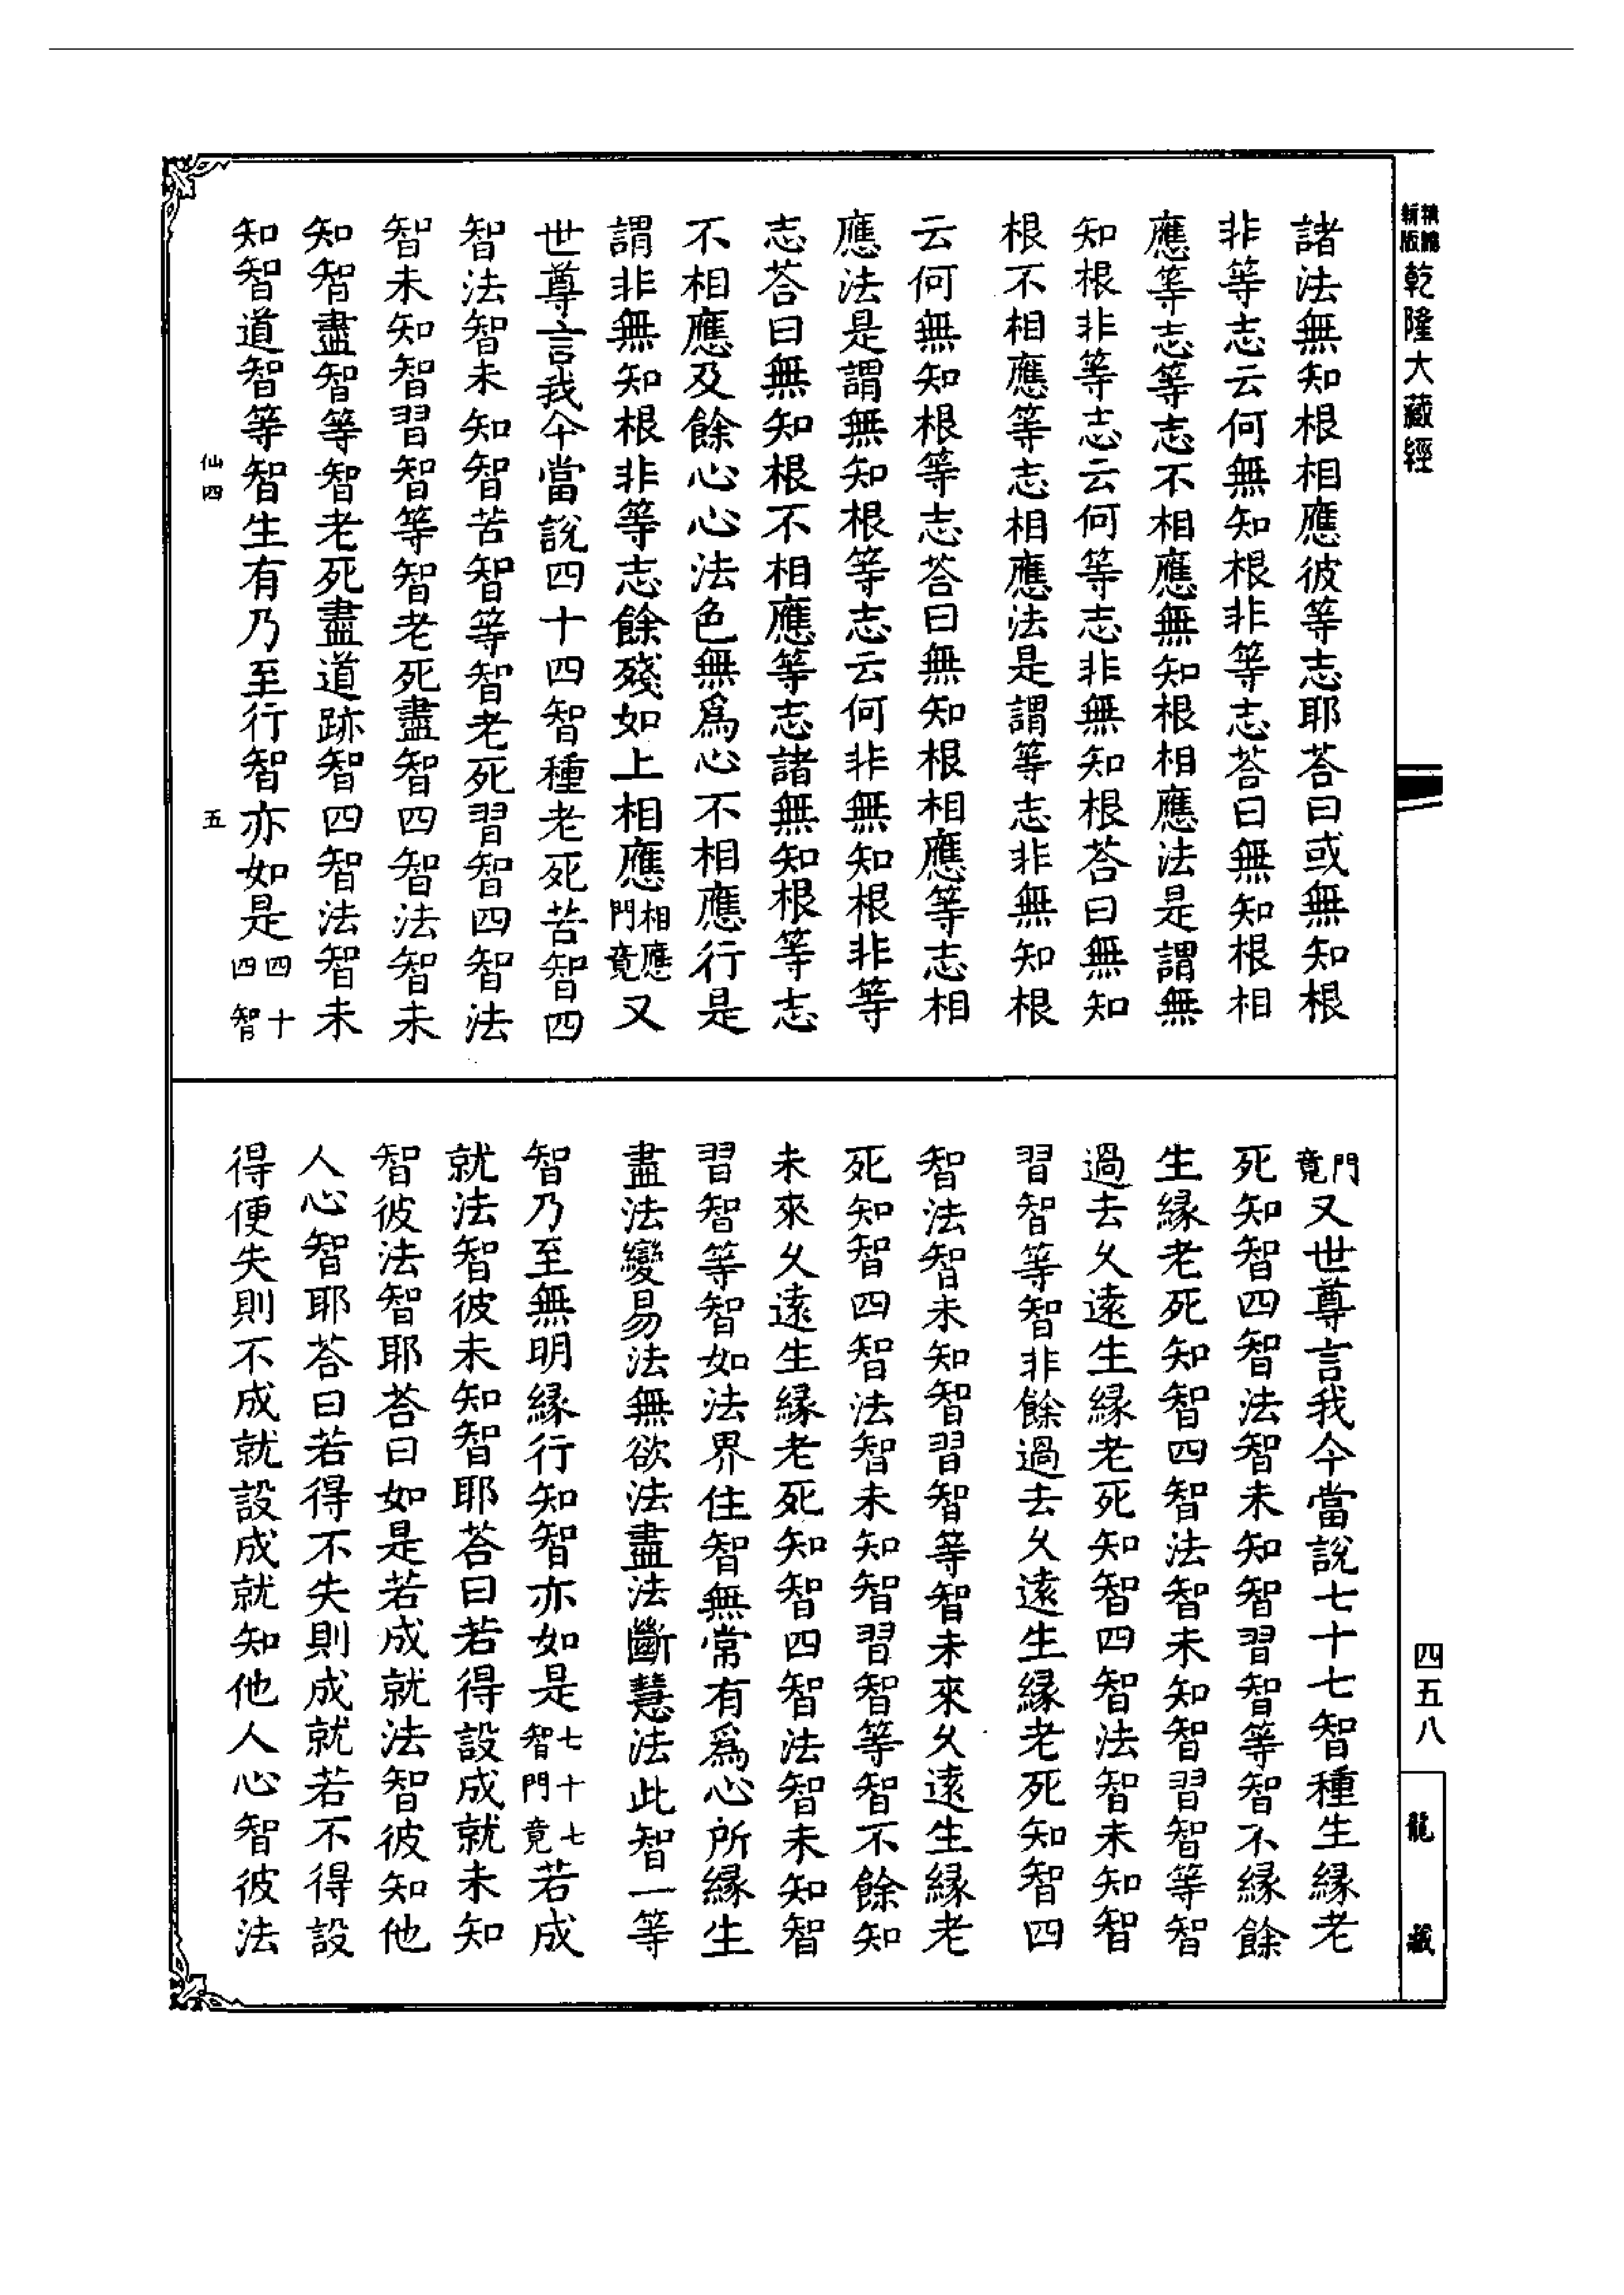 新版
乾隆大藏經
諸法無知根相應彼等志耶荅曰或無知根
非等志云何無知根非等志荅曰無知根相
應等志等志不相應無知根相應法是謂無
知根非等志云何等志非無知根荅曰無知
根不相應等志相應法是謂等志非無知根
云何無知根等志荅曰無知根相應等志相
應法是謂無知根等志云何非無知根非等
志荅曰無知根不相應等志諸無知根等志
不相應及餘心心法色無爲心不相應行是
謂非無知根非等志餘殘如上相應相應門竟又
世尊言我今當說四十四智種老死苦智四
智法智未知智苦智等智老死習智四智法
智未知智習智等智老死盡智四智法智未
知智盡智等智老死盡道跡智四智法智未
知智道智等智生有乃至行智亦如是四十四智
仙四
五
門竟又世尊言我今當說七十七智種生緣老
死知智四智法智未知智習智等智不緣餘
生緣老死知智四智法智未知智習智等智
過去久遠生緣老死知智四智法智未知智
習智等智非餘過去久遠生緣老死知智四
智法智未知智習智等智未來久遠生緣老
死知智四智法智未知智習智等智不餘知
未來久遠生緣老死知智四智法智未知智
習智等智如法界住智無常有爲心所緣生
盡法變易法無欲法盡法斷慧法此智一等
智乃至無明緣行知智亦如是七十七智門竟若成
就法智彼未知智耶荅曰若得設成就未知
智彼法智耶荅曰如是若成就法智彼知他
人心智耶荅曰若得不失則成就若不得設
得便失則不成就設成就知他人心智彼法
四五八
龍藏